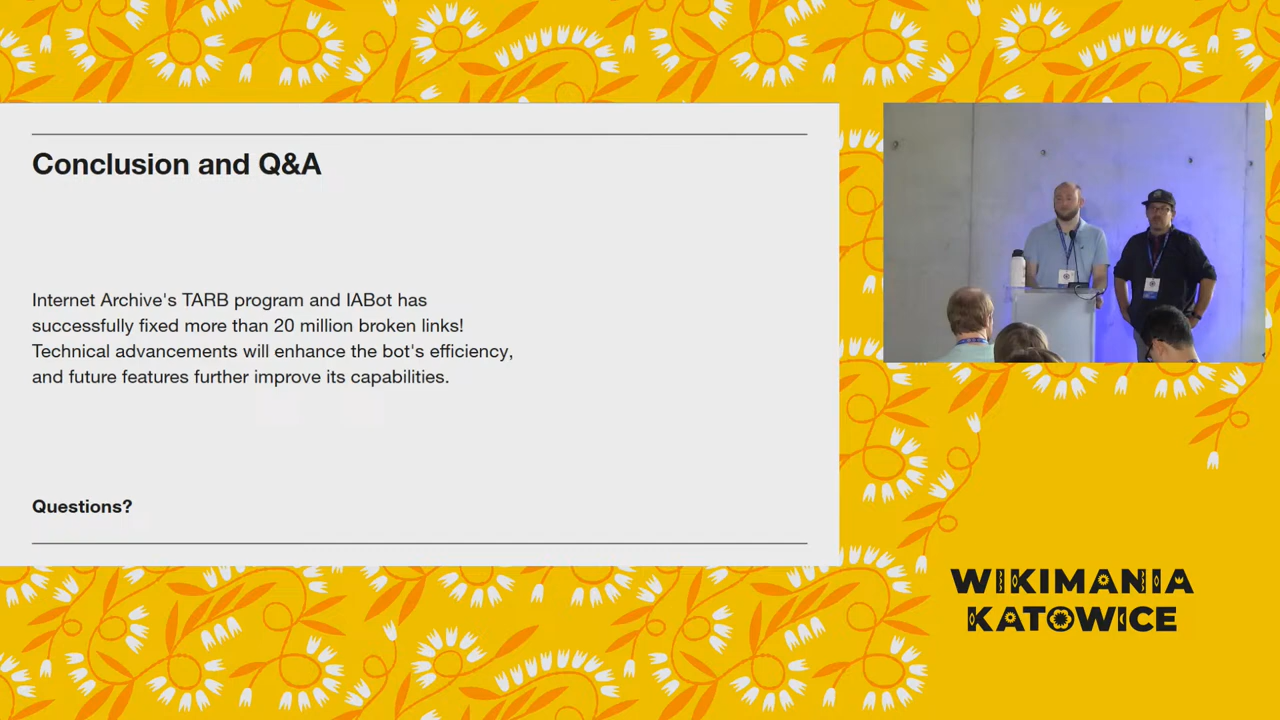 Conclusion and Q&A
Internet Archive's TARB program and IABot has
successfully fixed more than 20 million broken links!
Technical advancements will enhance the bot's efficiency,
and future features further improve its capabilities.
Questions?
WIKIMANIA
KATOWICE